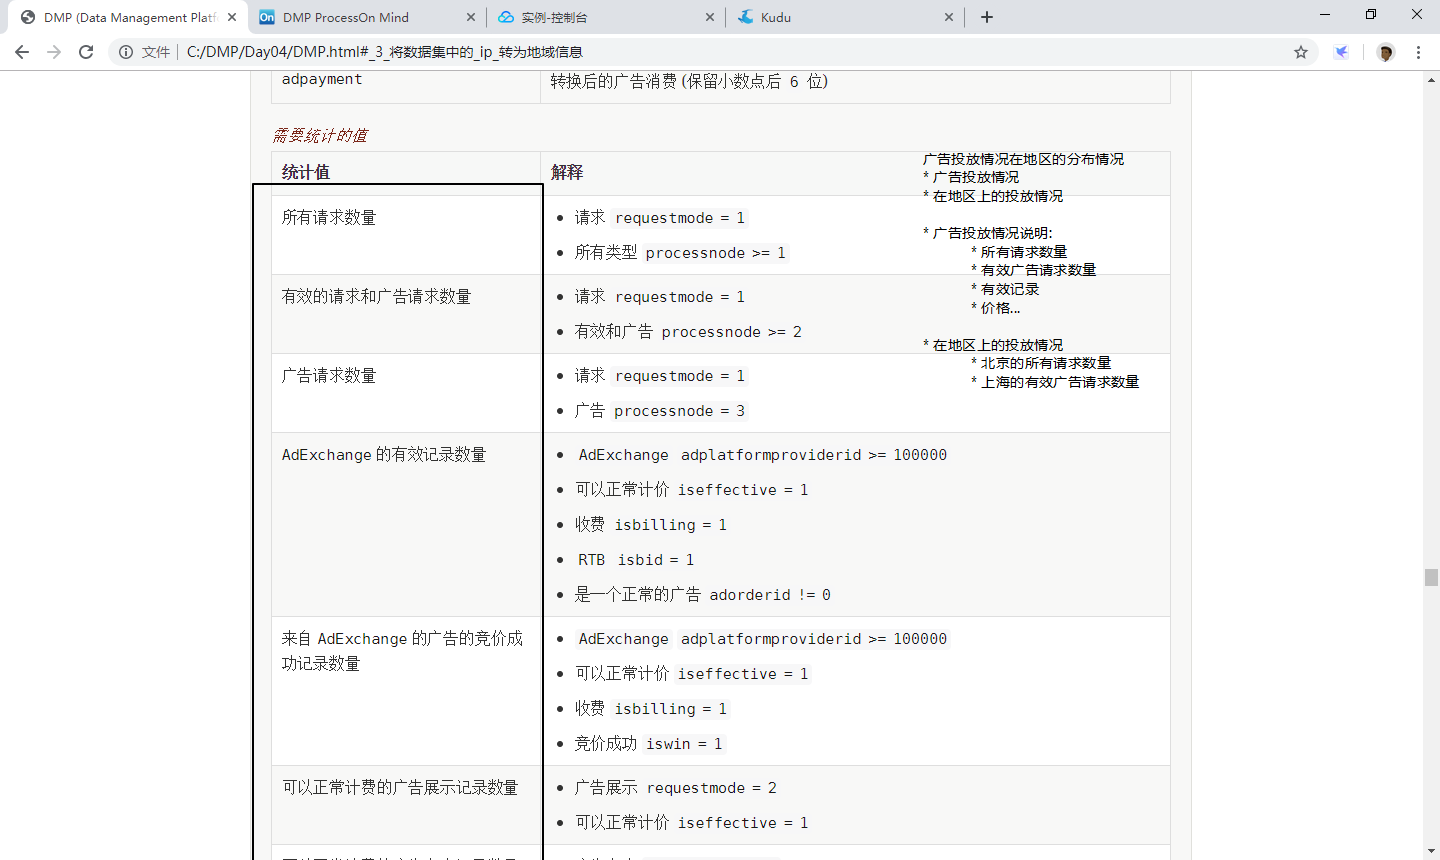 DMP (Data Management Platf
DMP ProcessOn Mind
实例-控制台
Kudu
文件
C:/DMP/Day04/DMP.html#_3_将数据集中的_ip_转为地域信息
adpayment
转换后的广告消费 (保留小数点后 6 位)
需要统计的值
统计值
解释
所有请求数量
请求 requestmode = 1
所有类型 processnode >= 1
有效的请求和广告请求数量
请求 requestmode = 1
有效和广告 processnode >= 2
广告请求数量
请求 requestmode = 1
广告 processnode = 3
AdExchange 的有效记录数量
AdExchange adplatformproviderid >= 100000
可以正常计价 iseffective = 1
收费 isbilling = 1
RTB isbid = 1
是一个正常的广告 adorderid != 0
来自 AdExchange 的广告的竞价成
功记录数量
AdExchange adplatformproviderid >= 100000
可以正常计价 iseffective = 1
收费 isbilling = 1
竞价成功 iswin = 1
可以正常计费的广告展示记录数量
广告展示 requestmode = 2
可以正常计价 iseffective = 1
广告投放情况在地区的分布情况
* 广告投放情况
* 在地区上的投放情况
* 广告投放情况说明:
* 所有请求数量
* 有效广告请求数量
* 有效记录
* 价格...
* 在地区上的投放情况
* 北京的所有请求数量
* 上海的有效广告请求数量